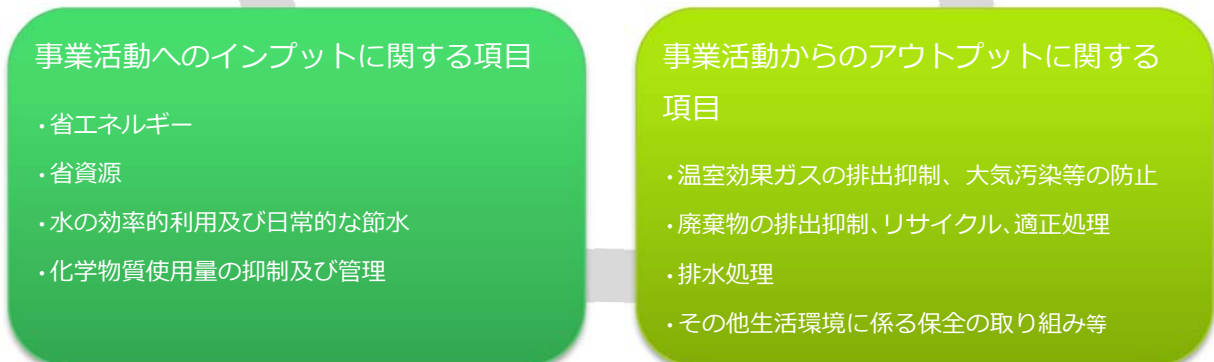 事業活動へのインプットに関する項目
・省エネルギー
・省資源
・水の効率的利用及び日常的な節水
・化学物質使用量の抑制及び管理
事業活動からのアウトプットに関する
項目
・温室効果ガスの排出抑制、大気汚染等の防止
・廃棄物の排出抑制、リサイクル、適正処理
・排水処理
・その他生活環境に係る保全の取り組み等